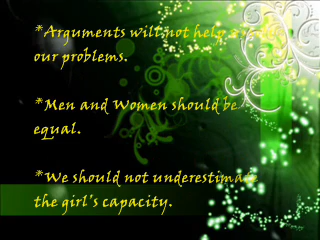 *Arguments will not help
our problems.
*Men and Women should be
equal.
*We should not underestimate
the girl's capacity.